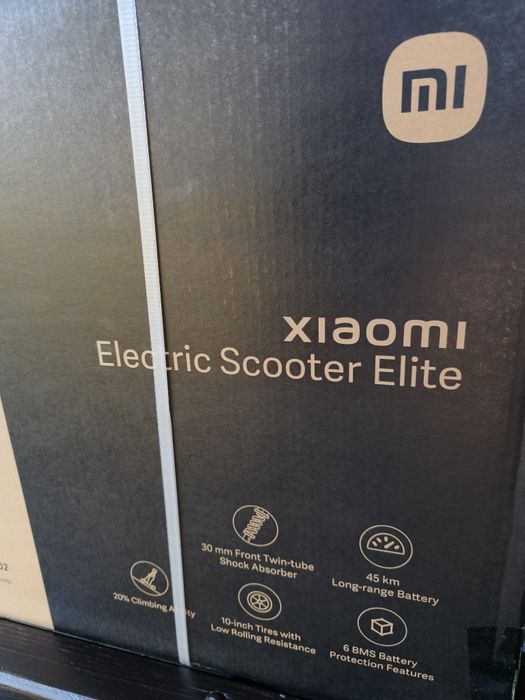 mi
xiaomi
Electric Scooter Elite
30 mm Front Twin-tube
Shock Absorber
45 km
Long-range Battery
20% Climbing
10-inch Tires with
Low Rolling Resistance
6 BMS Battery
Protection Features
02